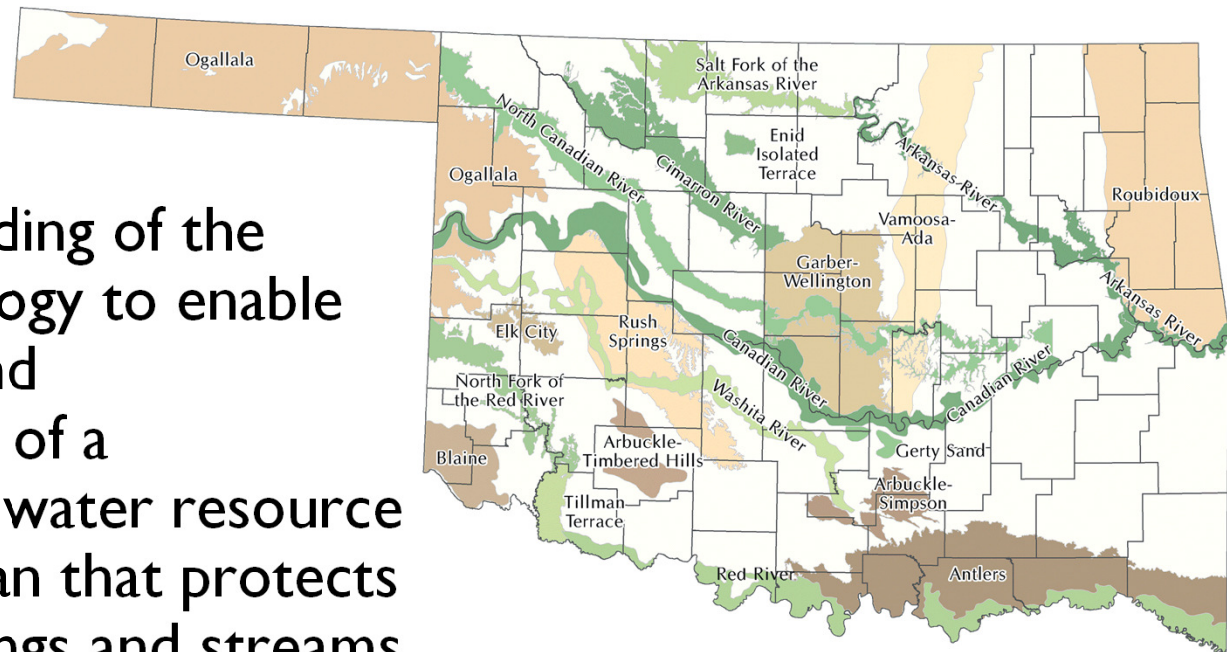 ding of the
ogy to enable
nd
of a
water resource
an that protects
ngs and streams
Ogallala
Salt Fork of the
Arkansas River
North Canadian River
Enid
Isolated
Terrace
Cimarron River
Arkansas River
Ogallala
Roubidoux
Vamoosa-
Ada
Garber-
Wellington
Arkansas River
Elk City
Rush
Springs
Canadian River
Canadian River
North Fork of
the Red River
Washita River
Blaine
Arbuckle-
Timbered Hills
Gerty Sand
Tillman
Terrace
Arbuckle-
Simpson
Red River
Antlers